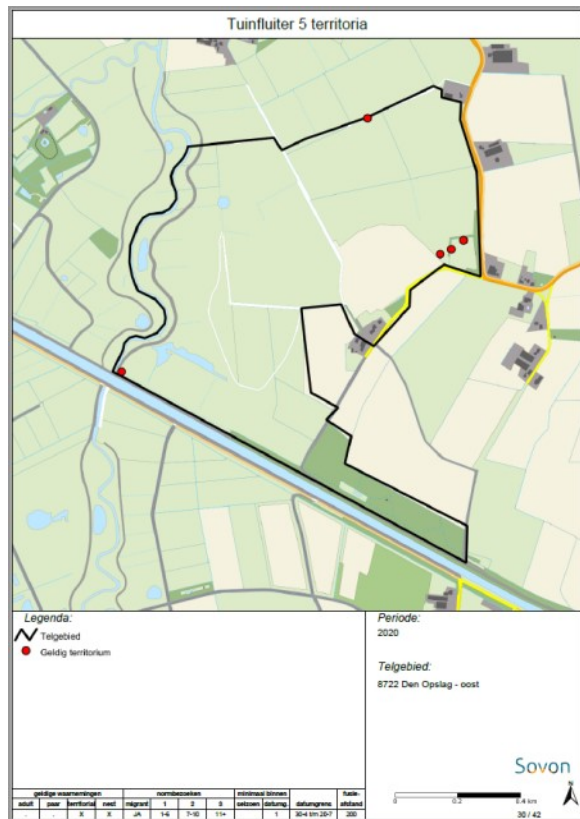 Tuinfluiter 5 territoria
Legenda:
Telgebied
Geldig territorium
Periode:
2020
Telgebied:
8722 Den Opslag - oost
Sovon
N
0 0.2 0.4 km
30 / 42
geldige waarnemingen normbezoeken minimaal binnen fusie-
adult paar territoriaal nest migrant 1 2 3 seizoen datumg. datumgrens afstand
. . X X JA 1-6 7-10 11+ 1 30-4 t/m 20-7 200